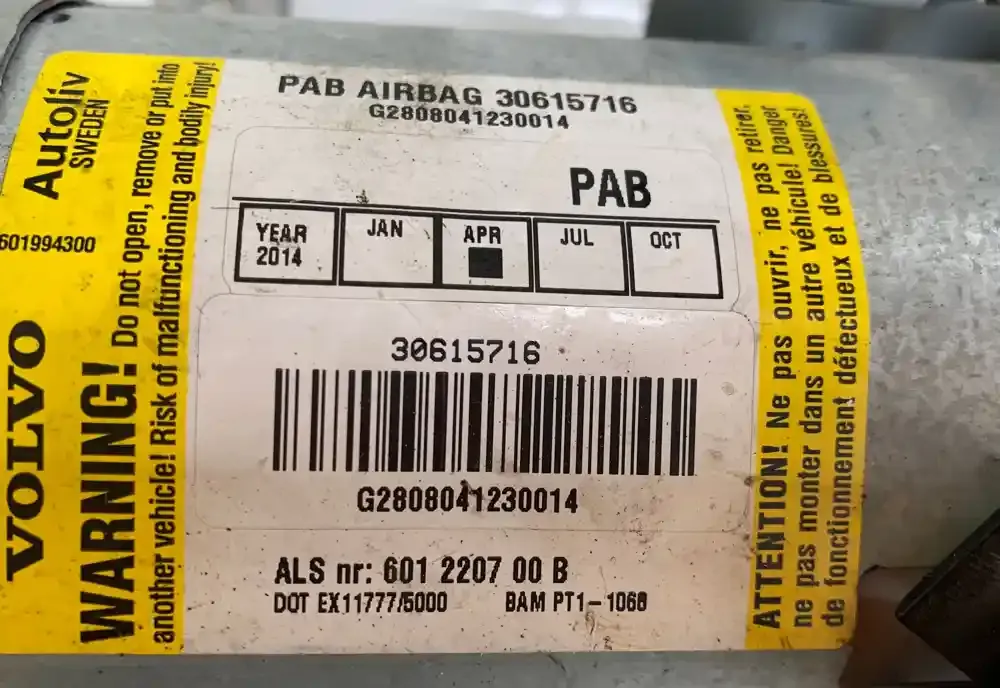 Autoliv
SWEDEN
601994300
VOLVO
WARNING! Do not open, remove or put into
another vehicle! Risk of malfunctioning and bodily injury!
PAB AIRBAG 30615716
G2808041230014
PAB
YEAR 2014 JAN APR JUL OCT
30615716
G2808041230014
ALS nr: 601 2207 00 B
DOT EX11777/5000 BAM PT1-1068
ATTENTION! Ne pas ouvrir, ne pas retirer,
ne pas monter dans un autre véhicule! Danger
de fonctionnement défectueux et de blessures!